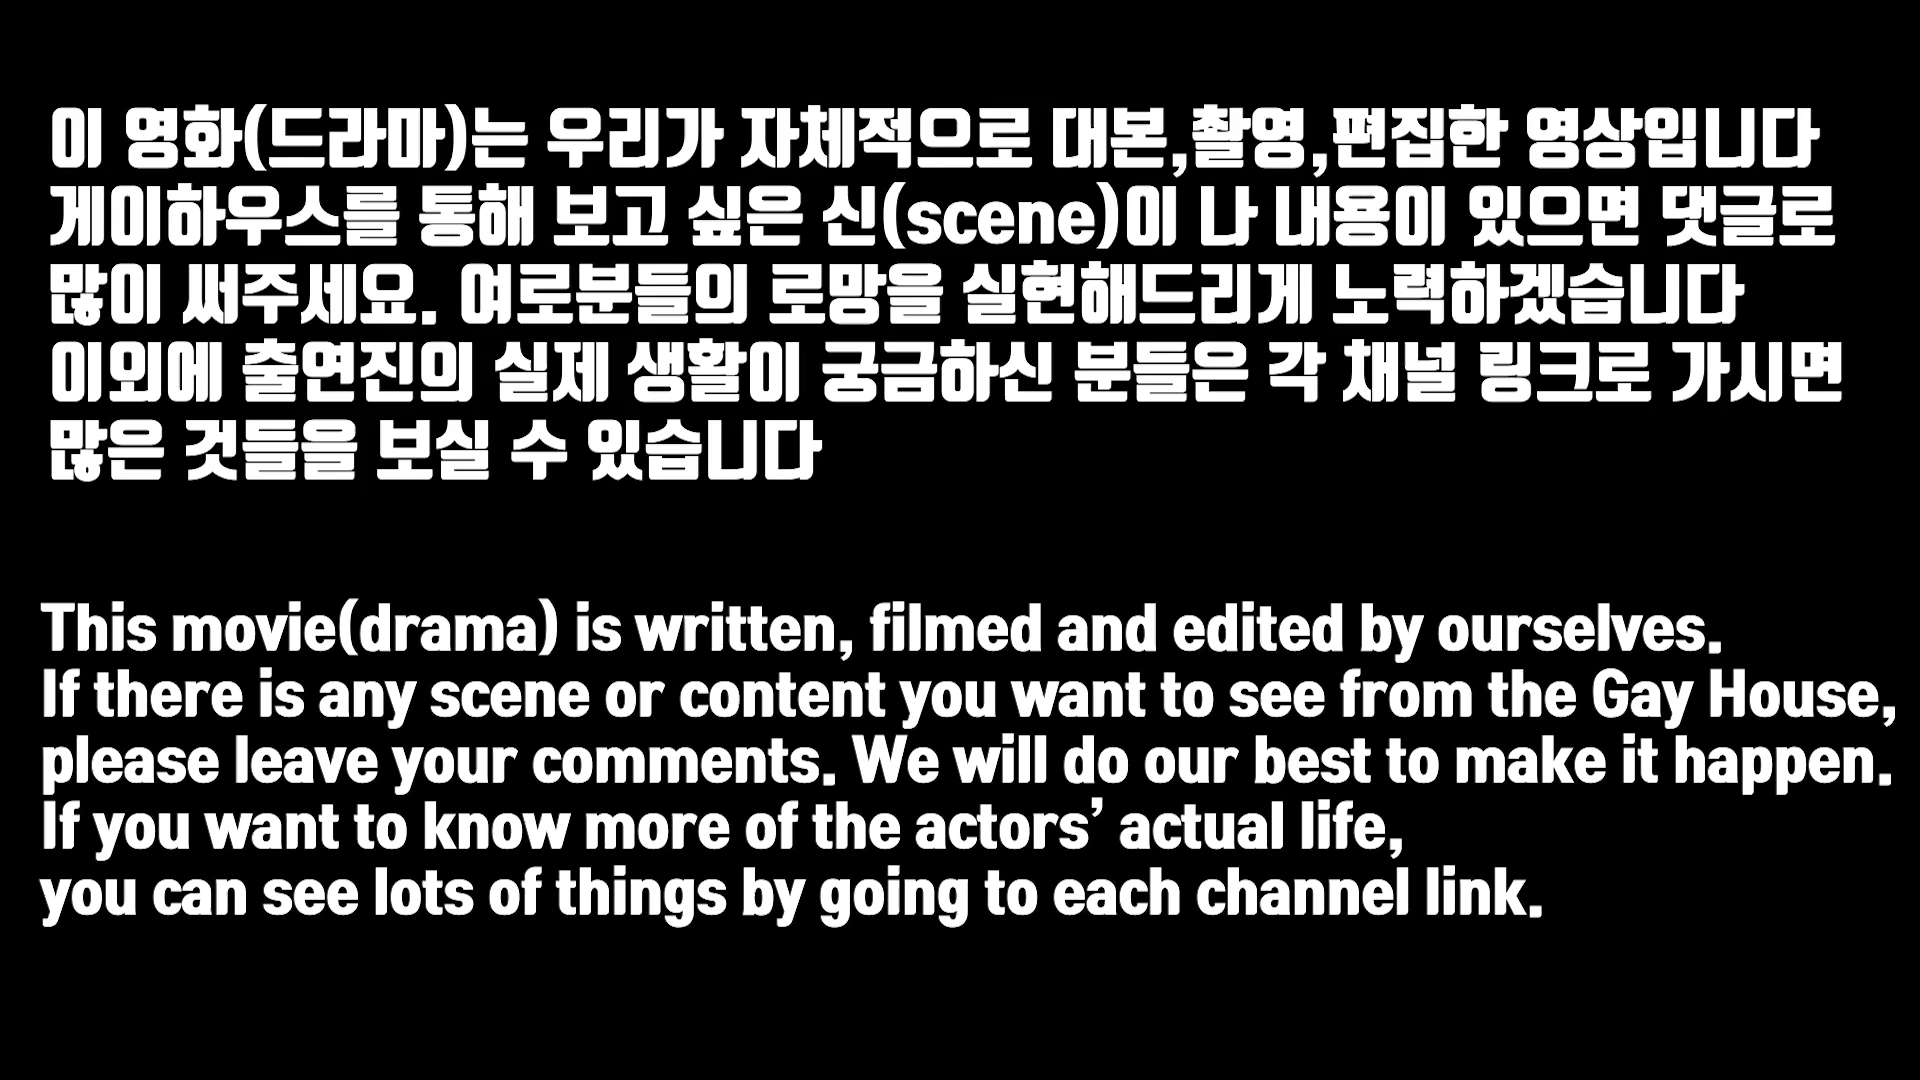 이 영화(드라마)는 우리가 자체적으로 대본,촬영,편집한 영상입니다
게이하우스를 통해 보고 싶은 신(scene)이 나 내용이 있으면 댓글로
많이 써주세요. 여로분들의 로망을 실현해드리게 노력하겠습니다
이외에 출연진의 실제 생활이 궁금하신 분들은 각 채널 링크로 가시면
많은 것들을 보실 수 있습니다
This movie(drama) is written, filmed and edited by ourselves.
If there is any scene or content you want to see from the Gay House,
please leave your comments. We will do our best to make it happen.
If you want to know more of the actors’ actual life,
you can see lots of things by going to each channel link.